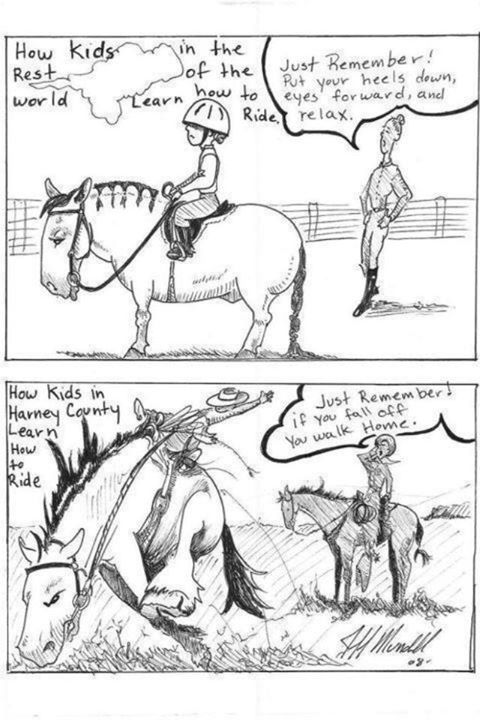 How Kids in the
Rest of the
world Learn how to
Ride.
Just Remember!
Put your heels down,
eyes forward, and
relax.
How Kids in
Harney County
Learn
How
to
Ride
Just Remember!
if you fall off
You walk Home.
08